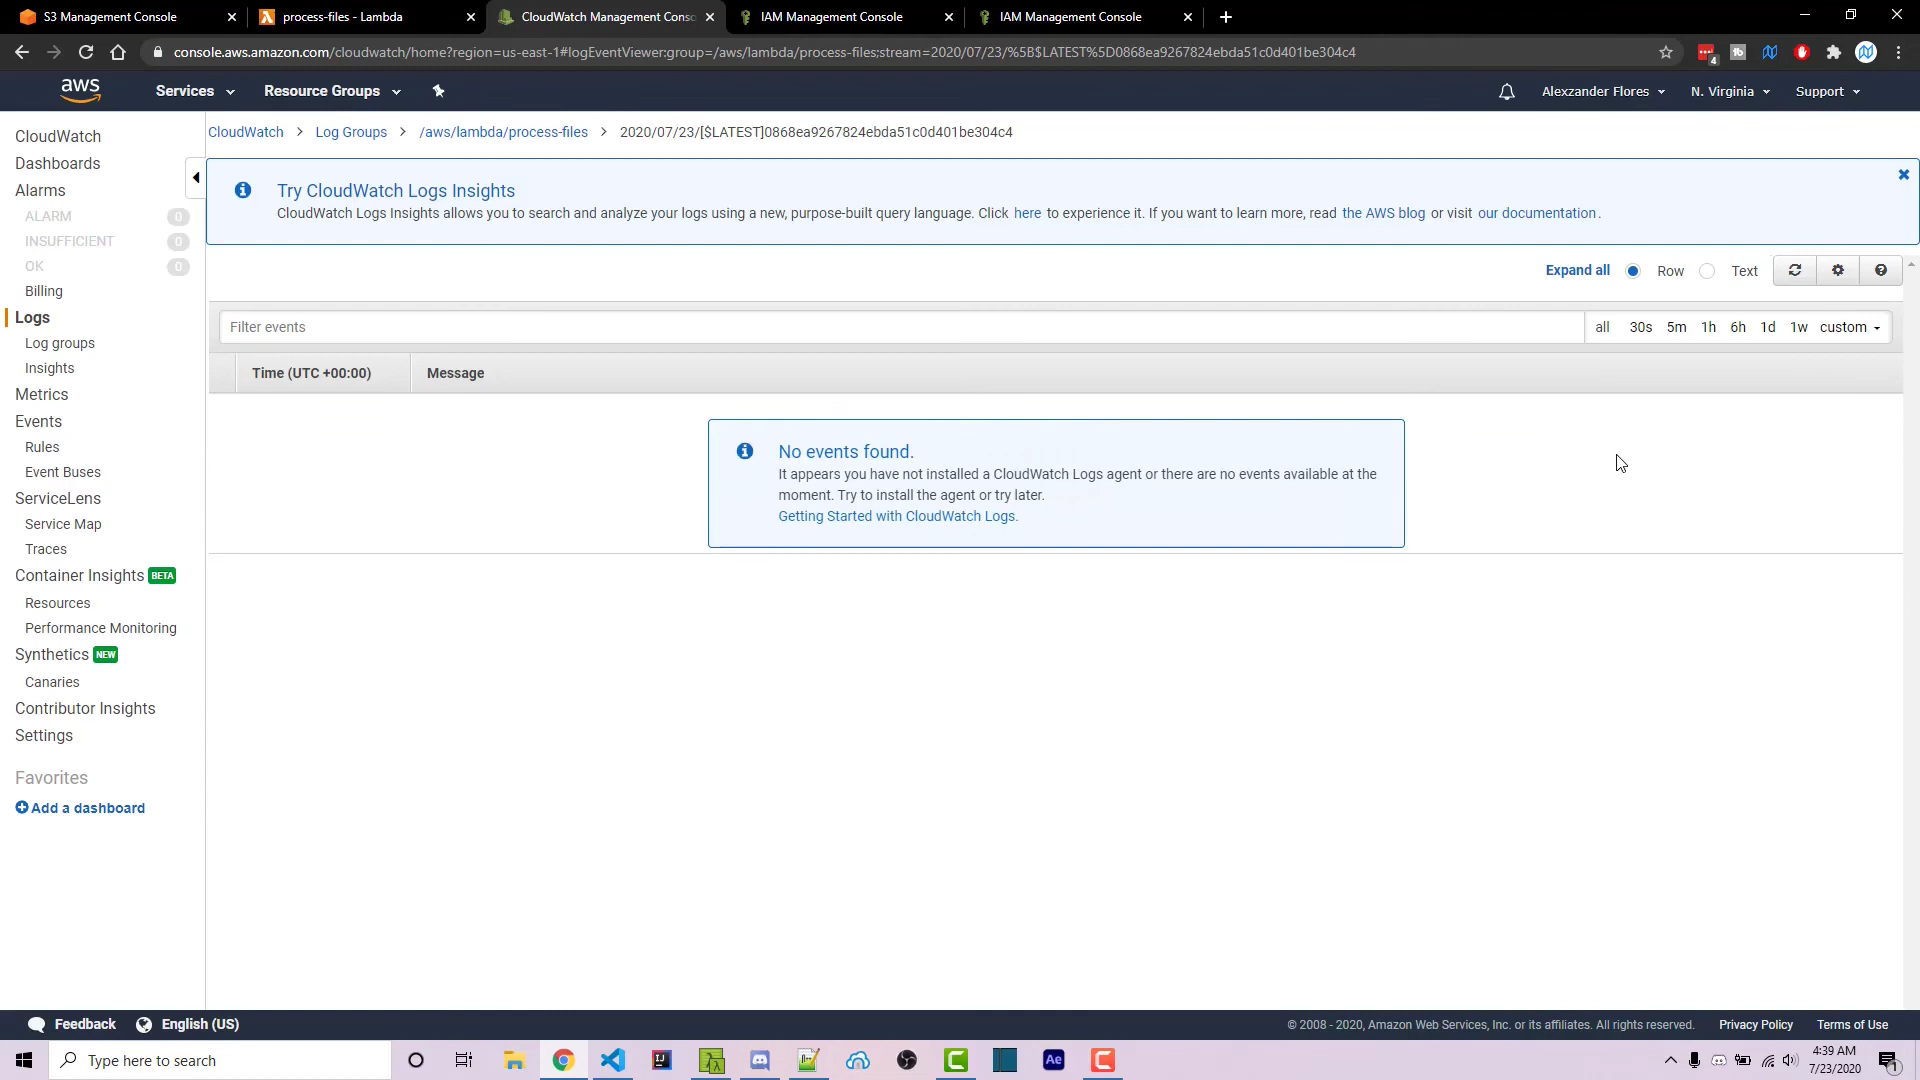 S3 Management Console
process-files - Lambda
CloudWatch Management Conso
IAM Management Console
IAM Management Console
console.aws.amazon.com/cloudwatch/home?region=us-east-1#logEventViewer:group=/aws/lambda/process-files;stream=2020/07/23/%5B$LATEST%5D0868ea9267824ebda51c0d401be304c4
4
aws
Services
Resource Groups
Alexzander Flores
N. Virginia
Support
CloudWatch
Dashboards
Alarms
ALARM 0
INSUFFICIENT 0
OK 0
Billing
Logs
Log groups
Insights
Metrics
Events
Rules
Event Buses
ServiceLens
Service Map
Traces
Container Insights BETA
Resources
Performance Monitoring
Synthetics NEW
Canaries
Contributor Insights
Settings
Favorites
Add a dashboard
CloudWatch > Log Groups > /aws/lambda/process-files > 2020/07/23/[$LATEST]0868ea9267824ebda51c0d401be304c4
Try CloudWatch Logs Insights
CloudWatch Logs Insights allows you to search and analyze your logs using a new, purpose-built query language. Click here to experience it. If you want to learn more, read the AWS blog or visit our documentation.
Expand all
Row
Text
Filter events
all 30s 5m 1h 6h 1d 1w custom
Time (UTC +00:00)
Message
No events found.
It appears you have not installed a CloudWatch Logs agent or there are no events available at the
moment. Try to install the agent or try later.
Getting Started with CloudWatch Logs.
Feedback
English (US)
© 2008 - 2020, Amazon Web Services, Inc. or its affiliates. All rights reserved.
Privacy Policy
Terms of Use
Type here to search
IJ
Ae
4:39 AM
7/23/2020
1